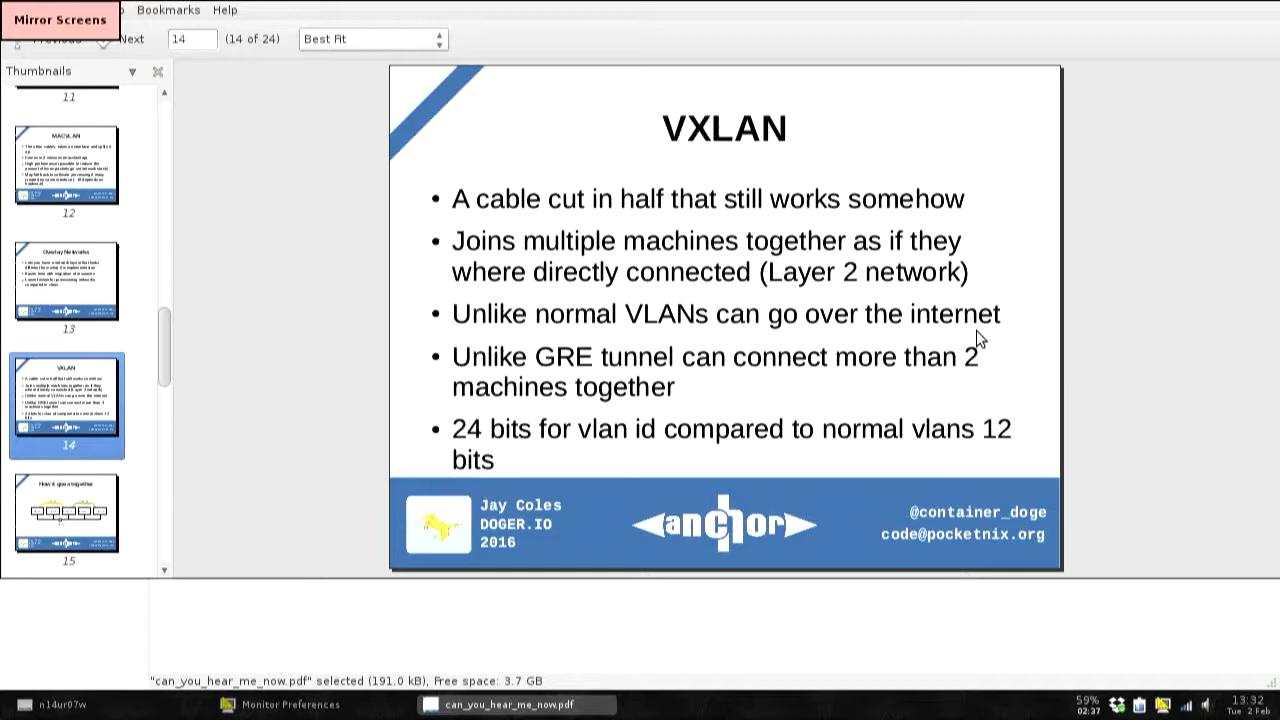 Mirror Screens
Bookmarks Help
Next 14 (14 of 24) Best Fit
Thumbnails
11
MACVLAN
12
Overlay Networks
13
VXLAN
14
How it goes together
15
VXLAN
• A cable cut in half that still works somehow
• Joins multiple machines together as if they
where directly connected (Layer 2 network)
• Unlike normal VLANs can go over the internet
• Unlike GRE tunnel can connect more than 2
machines together
• 24 bits for vlan id compared to normal vlans 12
bits
Jay Coles
DOGER.IO
2016
anchor
@container_doge
code@pocketnix.org
"can_you_hear_me_now.pdf" selected (191.0 kB), Free space: 3.7 GB
n14ur07w
Monitor Preferences
can_you_hear_me_now.pdf
59%
02:37
13:32
Tue 2 Feb